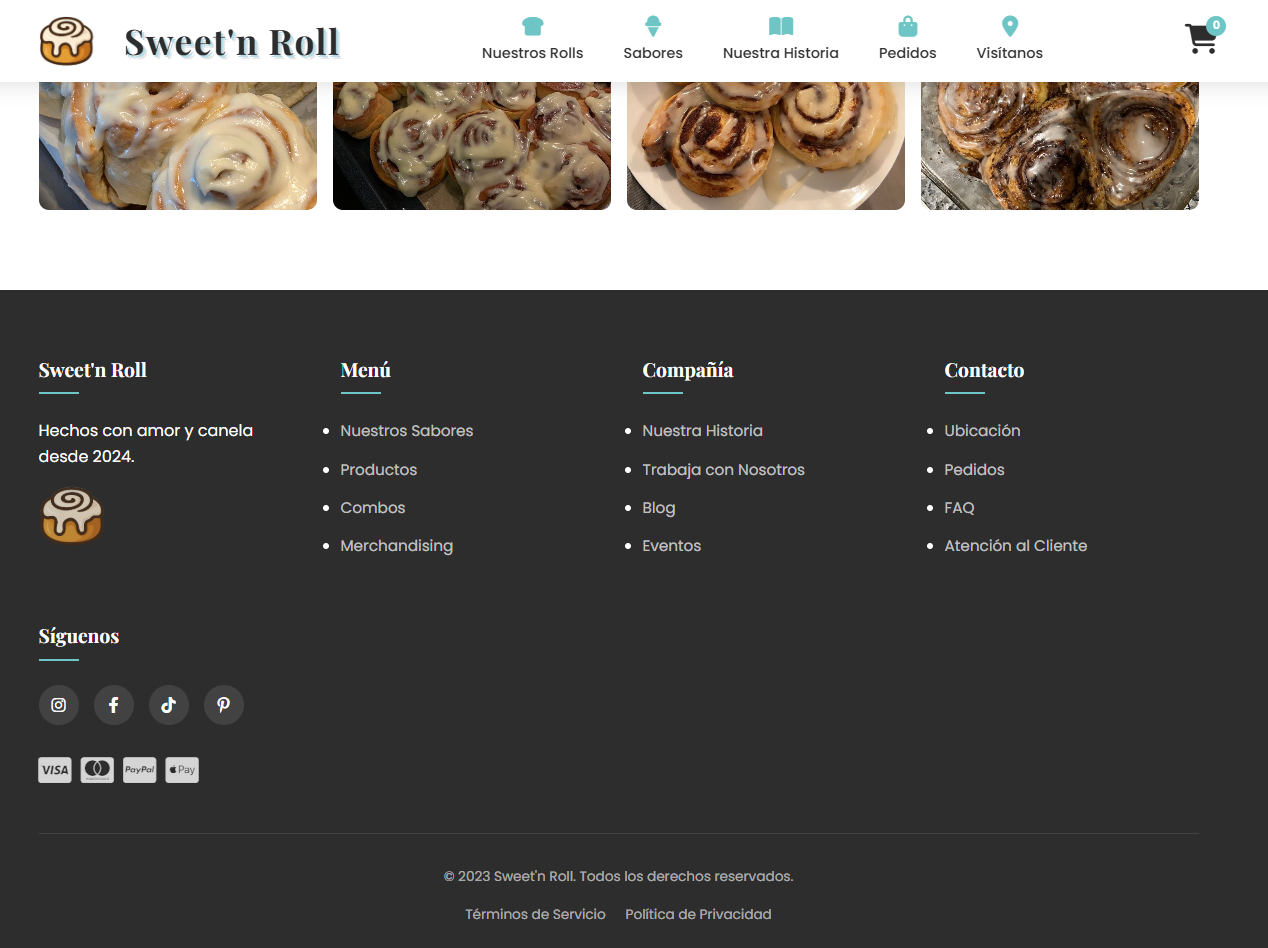 Sweet'n Roll
Nuestros Rolls
Sabores
Nuestra Historia
Pedidos
Visítanos
0
Sweet'n Roll
Hechos con amor y canela
desde 2024.
Menú
Nuestros Sabores
Productos
Combos
Merchandising
Compañía
Nuestra Historia
Trabaja con Nosotros
Blog
Eventos
Contacto
Ubicación
Pedidos
FAQ
Atención al Cliente
Síguenos
VISA
PayPal
Pay
© 2023 Sweet'n Roll. Todos los derechos reservados.
Términos de Servicio
Política de Privacidad